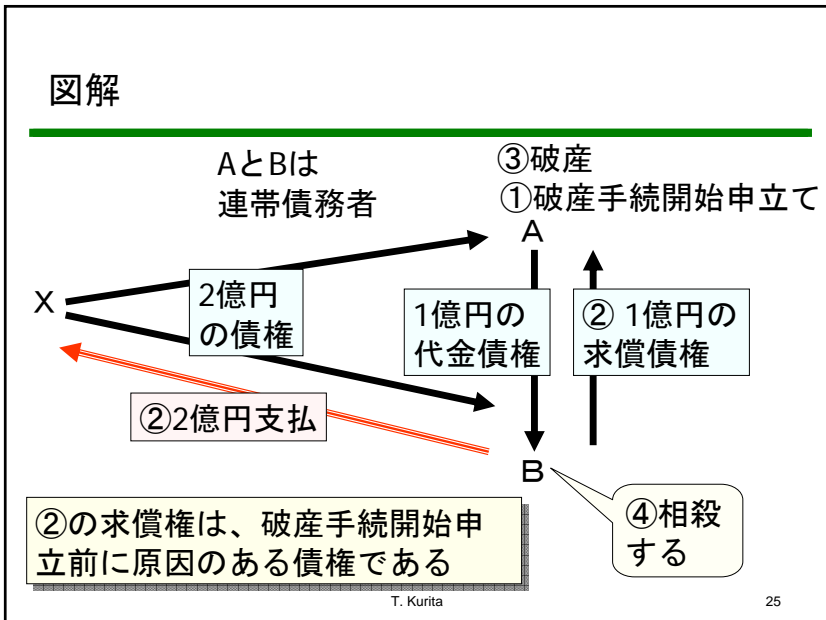 図解
AとBは
連帯債務者
③破産
①破産手続開始申立て
A
X
2億円
の債権
1億円の
代金債権
② 1億円の
求償債権
②2億円支払
B
④相殺
する
②の求償権は、破産手続開始申
立前に原因のある債権である
T. Kurita
25